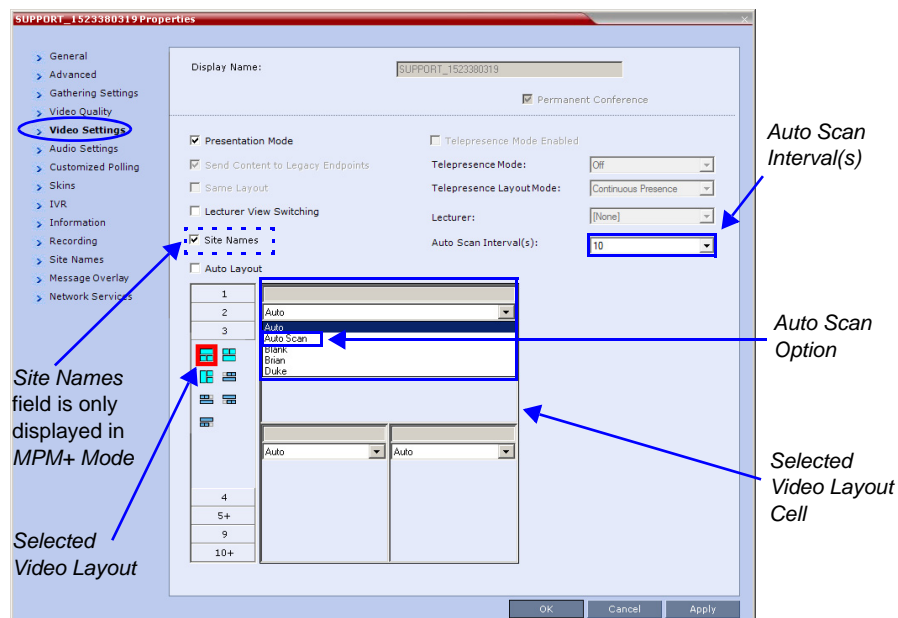 SUPPORT_1523380319 Properties
General
Advanced
Gathering Settings
Video Quality
Video Settings
Audio Settings
Customized Polling
Skins
IVR
Information
Recording
Site Names
Message Overlay
Network Services
Display Name:
SUPPORT_1523380319
Permanent Conference
Presentation Mode
Telepresence Mode Enabled
Send Content to Legacy Endpoints
Telepresence Mode:
Off
Same Layout
Telepresence Layout Mode:
Continuous Presence
Lecturer View Switching
Lecturer:
[None]
Site Names
Auto Scan Interval(s):
10
Auto Layout
1
2
3
4
5+
9
10+
Auto
Auto
Auto Scan
Blank
Brian
Duke
Auto
Auto
OK
Cancel
Apply
Auto Scan
Interval(s)
Auto Scan
Option
Selected
Video Layout
Cell
Site Names
field is only
displayed in
MPM+ Mode
Selected
Video Layout